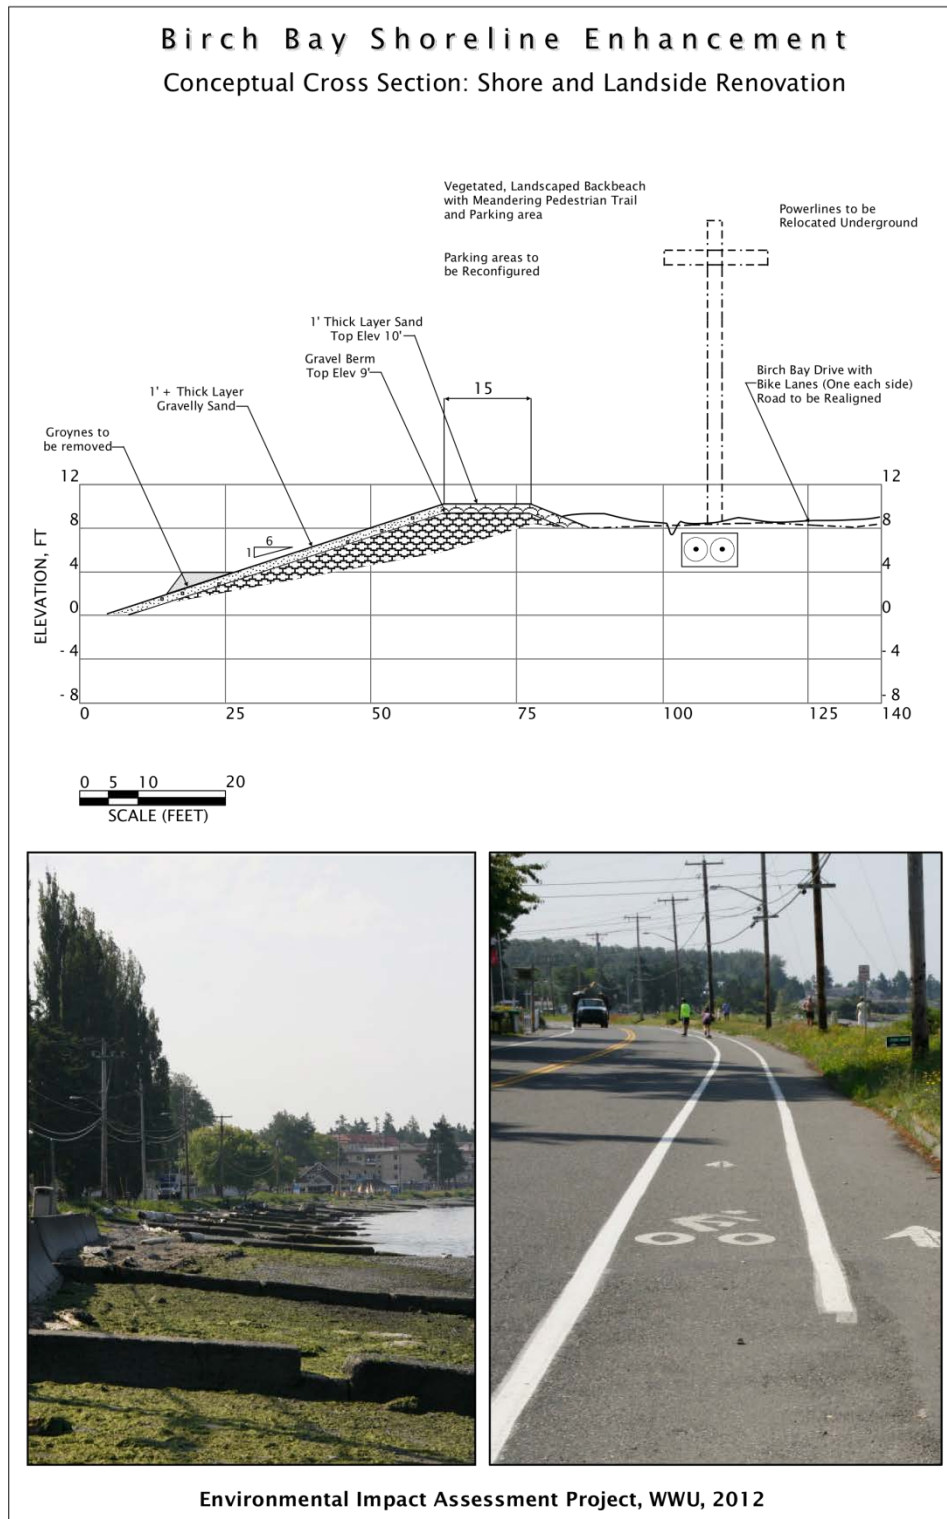 Birch Bay Shoreline Enhancement
Conceptual Cross Section: Shore and Landside Renovation
Vegetated, Landscaped Backbeach
with Meandering Pedestrian Trail
and Parking area
Powerlines to be
Relocated Underground
Parking areas to
be Reconfigured
1' Thick Layer Sand
Top Elev 10'
Gravel Berm
Top Elev 9'
1' + Thick Layer
Gravelly Sand
15
Birch Bay Drive with
Bike Lanes (One each side)
Road to be Realigned
Groynes to
be removed
12
8
4
0
- 4
- 8
ELEVATION, FT
6
1
12
8
4
0
- 4
- 8
0 25 50 75 100 125 140
0 5 10 20
SCALE (FEET)
Environmental Impact Assessment Project, WWU, 2012